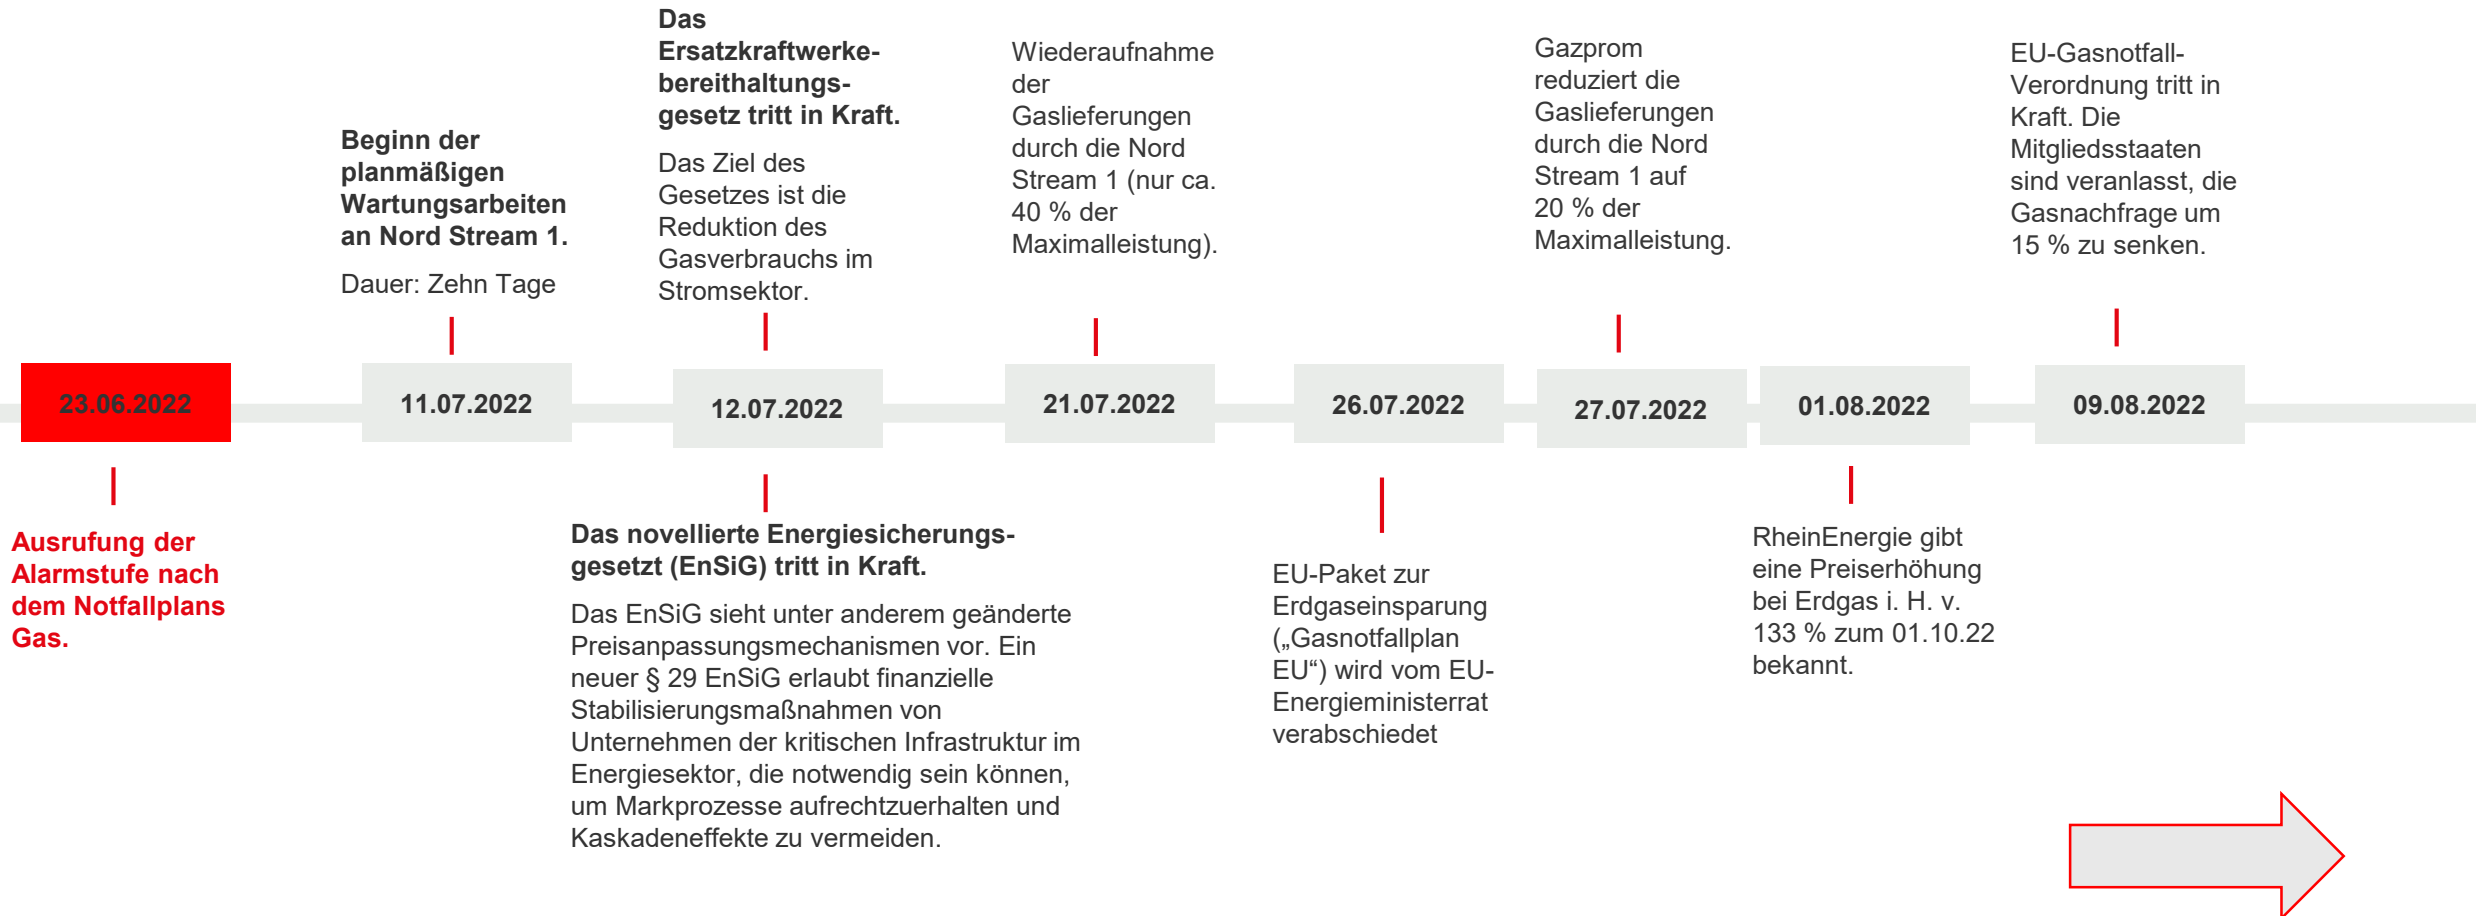 Das
Ersatzkraftwerke-
bereithaltungs-
gesetz tritt in Kraft.
Das Ziel des
Gesetzes ist die
Reduktion des
Gasverbrauchs im
Stromsektor.
Beginn der
planmäßigen
Wartungsarbeiten
an Nord Stream 1.
Dauer: Zehn Tage
Wiederaufnahme
der
Gaslieferungen
durch die Nord
Stream 1 (nur ca.
40 % der
Maximalleistung).
Gazprom
reduziert die
Gaslieferungen
durch die Nord
Stream 1 auf
20 % der
Maximalleistung.
EU-Gasnotfall-
Verordnung tritt in
Kraft. Die
Mitgliedsstaaten
sind veranlasst, die
Gasnachfrage um
15 % zu senken.
23.06.2022
11.07.2022
12.07.2022
21.07.2022
26.07.2022
27.07.2022
01.08.2022
09.08.2022
Ausrufung der
Alarmstufe nach
dem Notfallplans
Gas.
Das novellierte Energiesicherungs-
gesetzt (EnSiG) tritt in Kraft.
Das EnSiG sieht unter anderem geänderte
Preisanpassungsmechanismen vor. Ein
neuer § 29 EnSiG erlaubt finanzielle
Stabilisierungsmaßnahmen von
Unternehmen der kritischen Infrastruktur im
Energiesektor, die notwendig sein können,
um Markprozesse aufrechtzuerhalten und
Kaskadeneffekte zu vermeiden.
EU-Paket zur
Erdgaseinsparung
(„Gasnotfallplan
EU“) wird vom EU-
Energieministerrat
verabschiedet
RheinEnergie gibt
eine Preiserhöhung
bei Erdgas i. H. v.
133 % zum 01.10.22
bekannt.